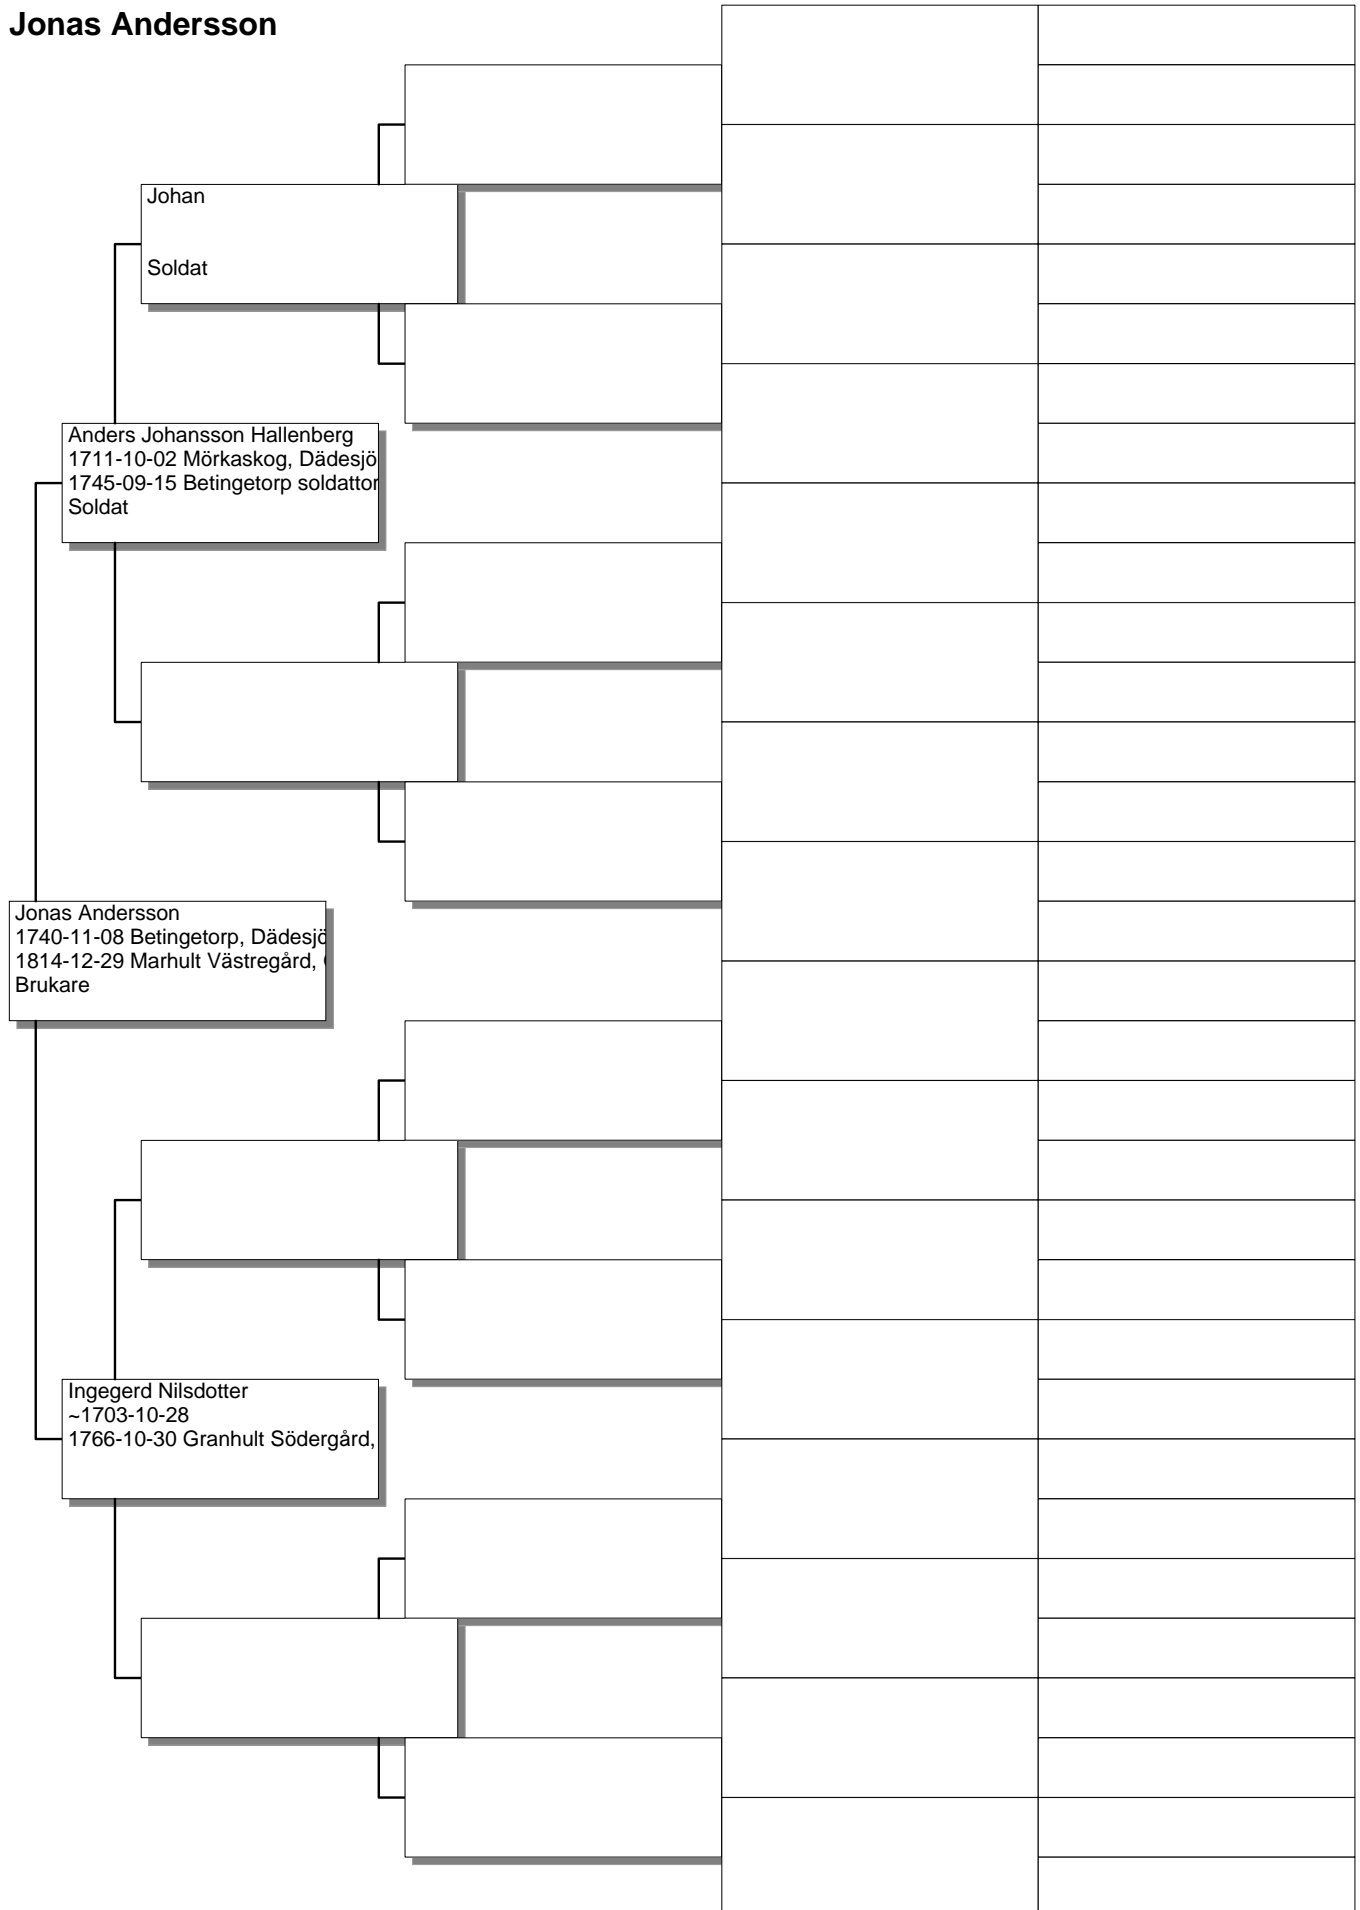 Jonas Andersson
Johan
Soldat
Anders Johansson Hallenberg
1711-10-02 Mörkaskog, Dädesjö
1745-09-15 Betingetorp soldattor
Soldat
Jonas Andersson
1740-11-08 Betingetorp, Dädesjö
1814-12-29 Marhult Västregård,
Brukare
Ingegerd Nilsdotter
~1703-10-28
1766-10-30 Granhult Södergård,